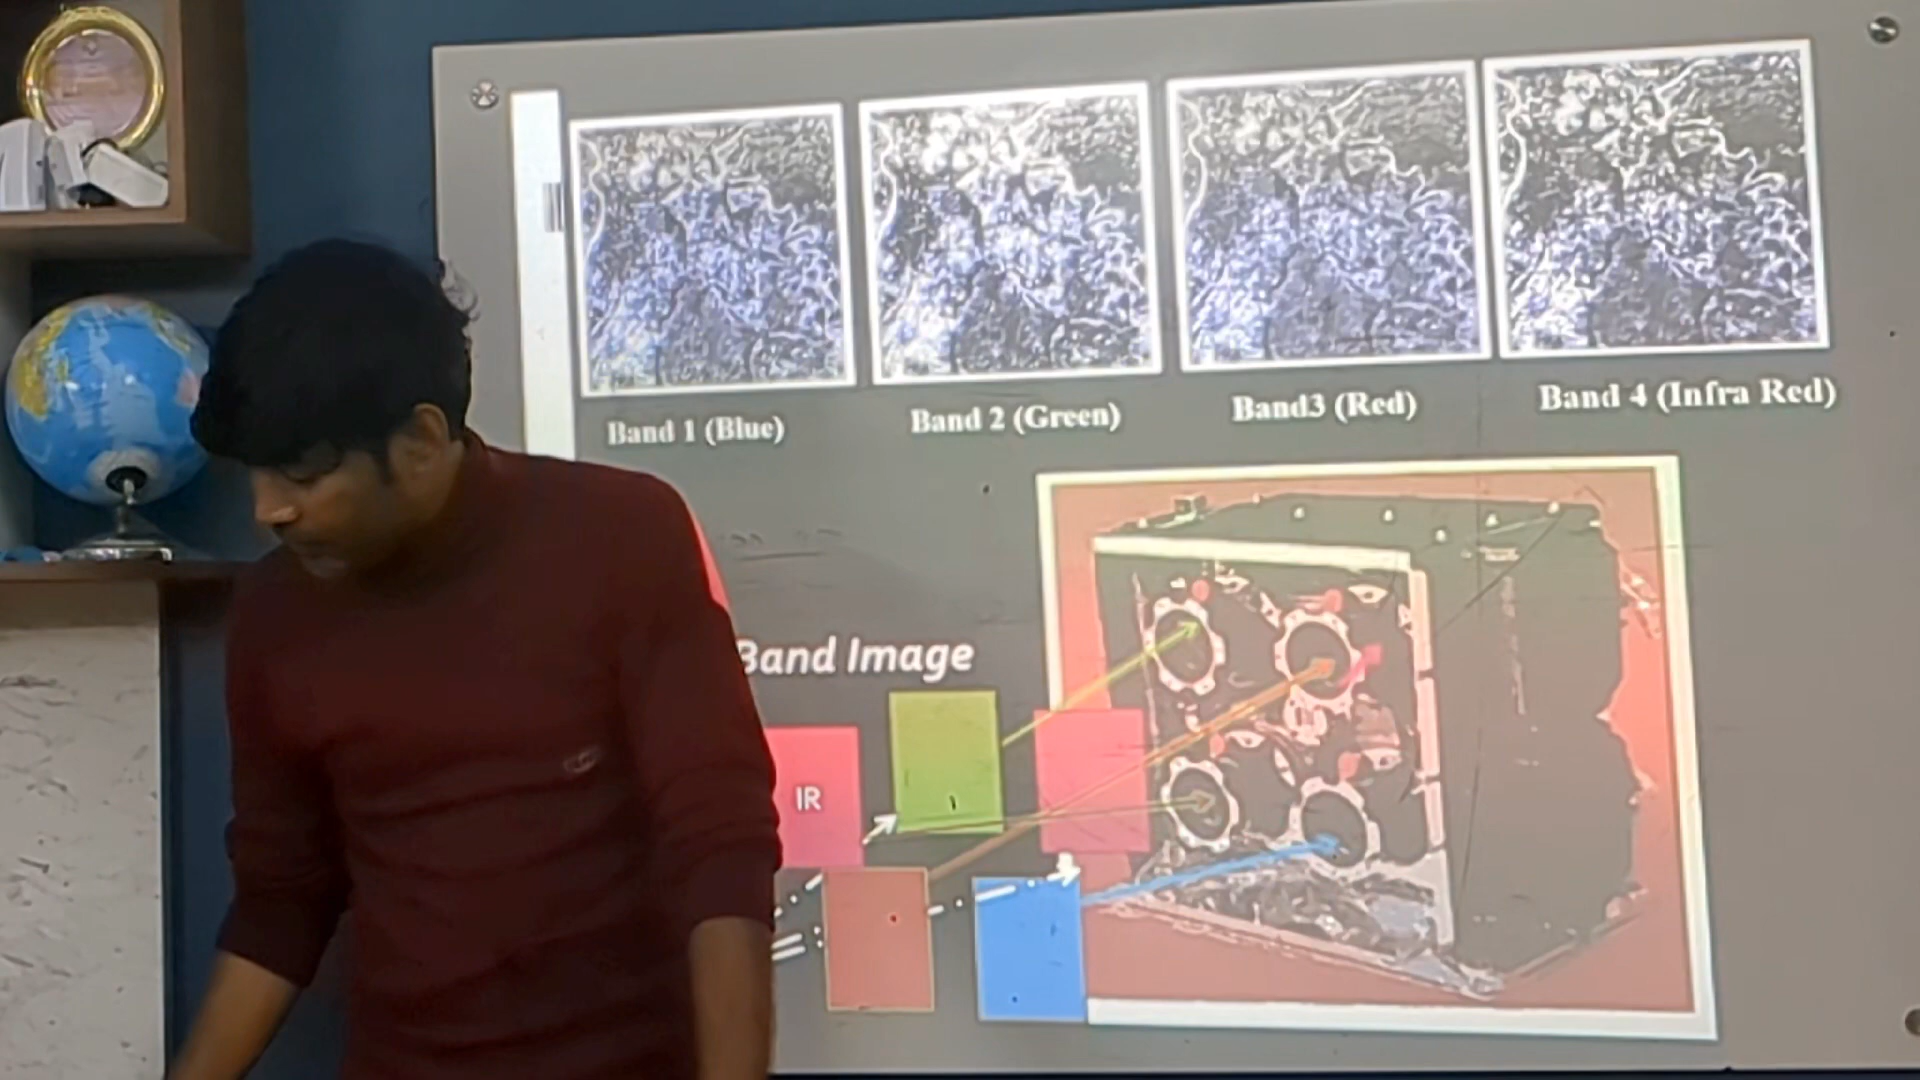 Band 1 (Blue)
Band 2 (Green)
Band3 (Red)
Band 4 (Infra Red)
Band Image
IR